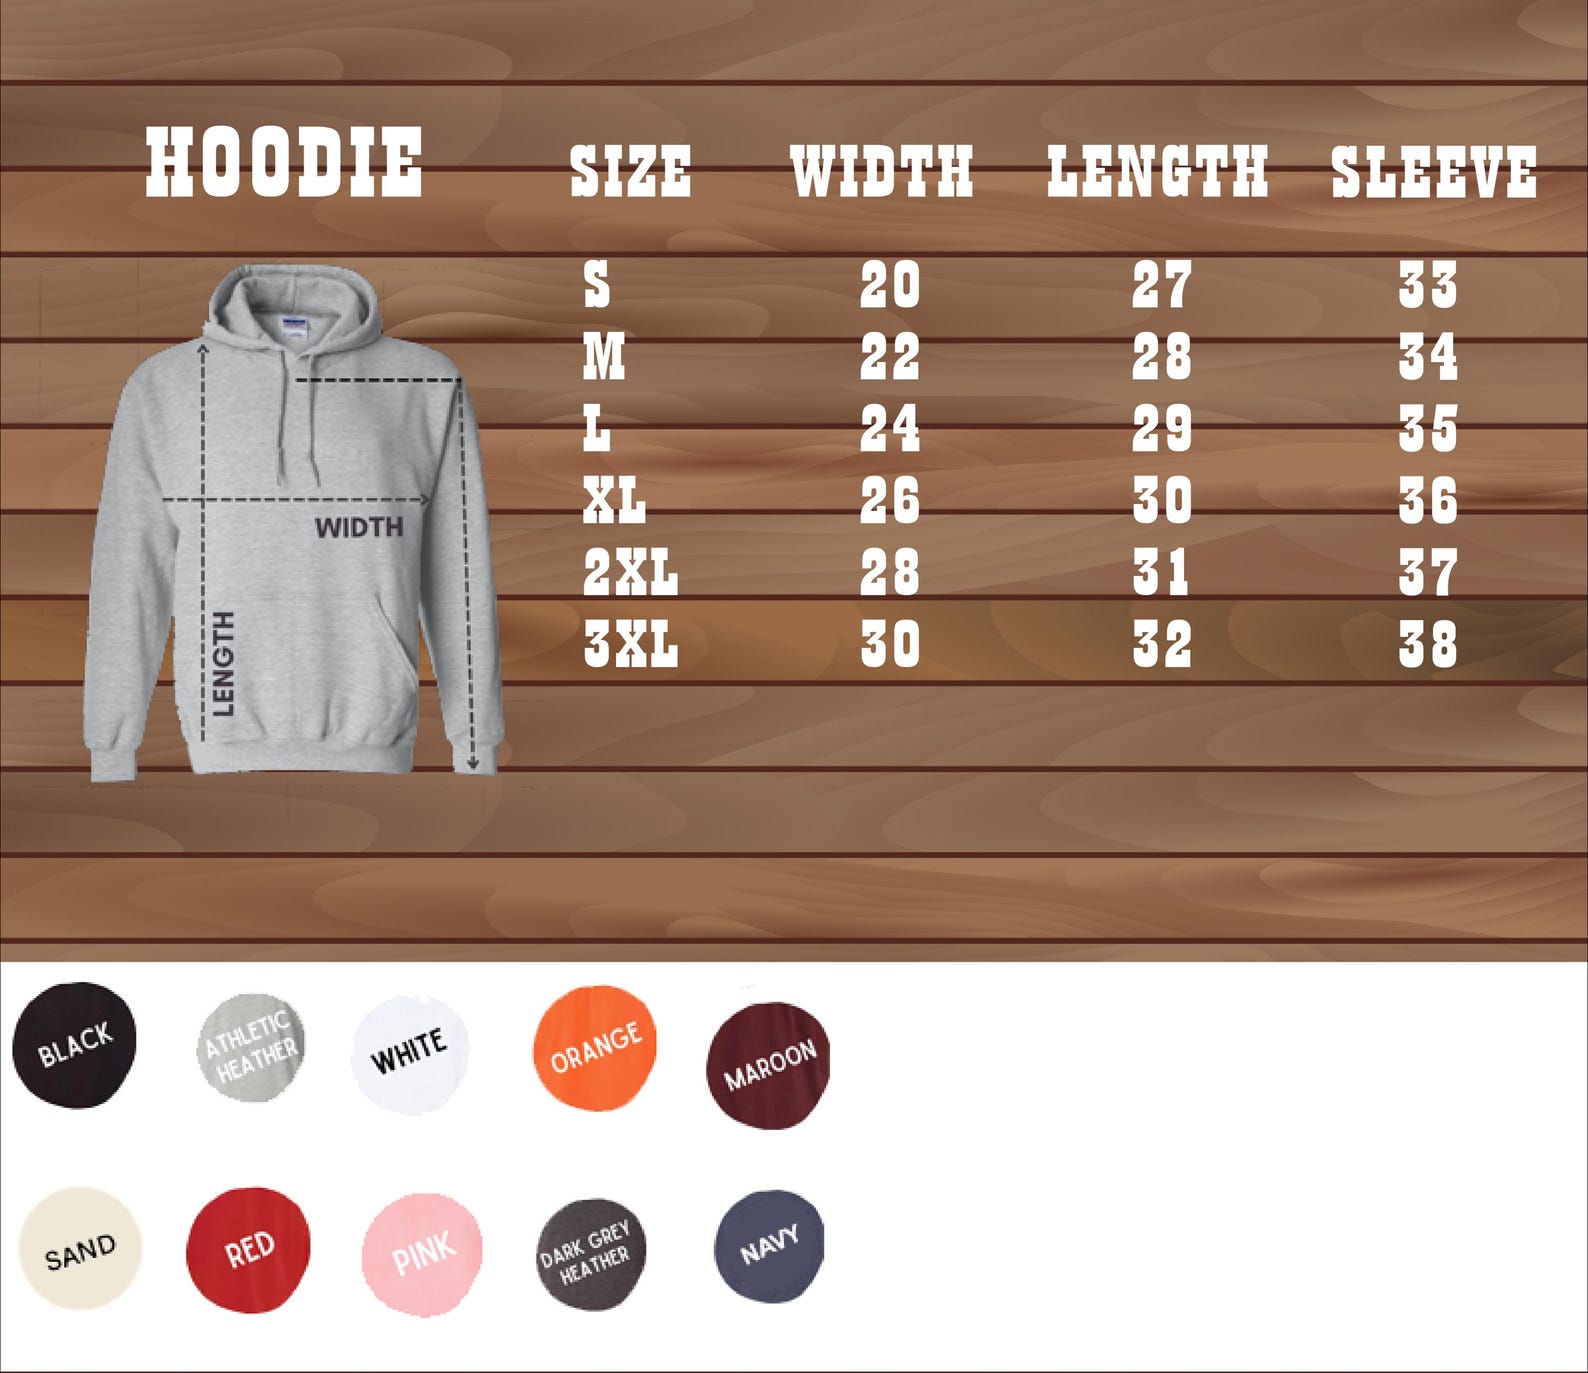 HOODIE SIZE WIDTH LENGTH SLEEVE
S 20 27 33
M 22 28 34
L 24 29 35
XL 26 30 36
2XL 28 31 37
3XL 30 32 38
WIDTH
LENGTH
BLACK
ATHLETIC
HEATHER
WHITE
ORANGE
MAROON
SAND
RED
PINK
DARK GREY
HEATHER
NAVY